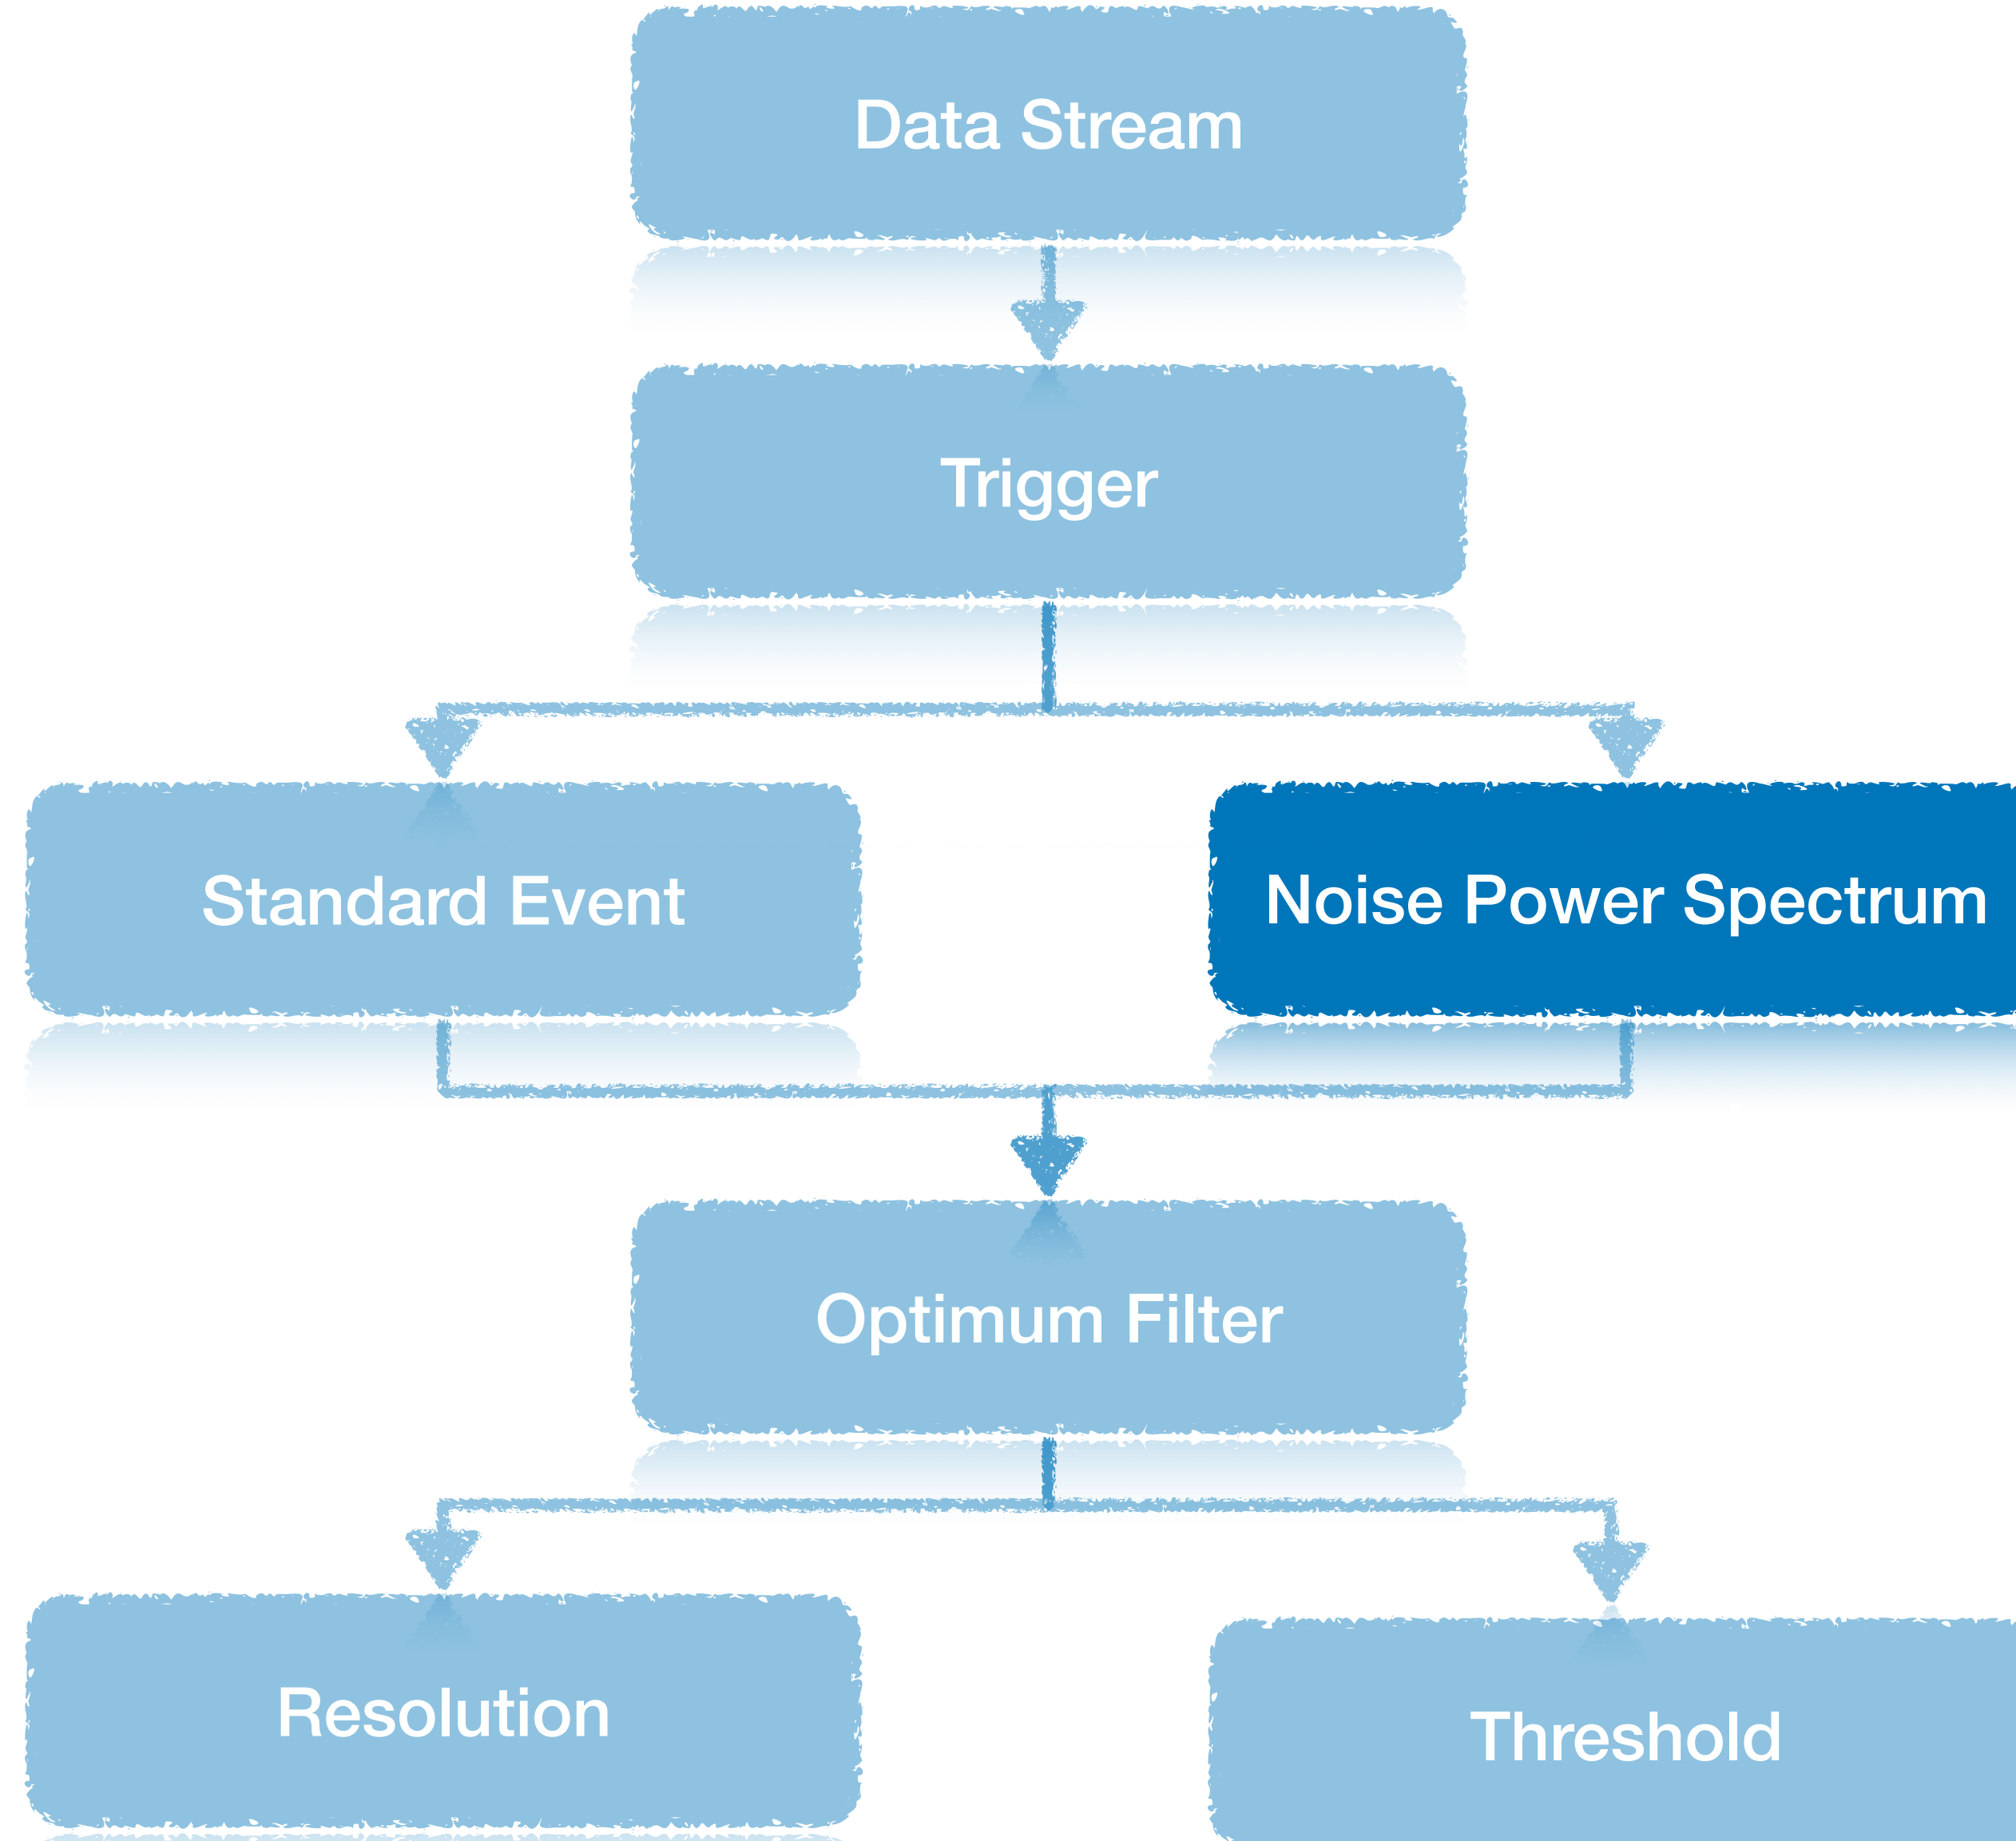 Data Stream
Trigger
Standard Event
Noise Power Spectrum
Optimum Filter
Resolution
Threshold